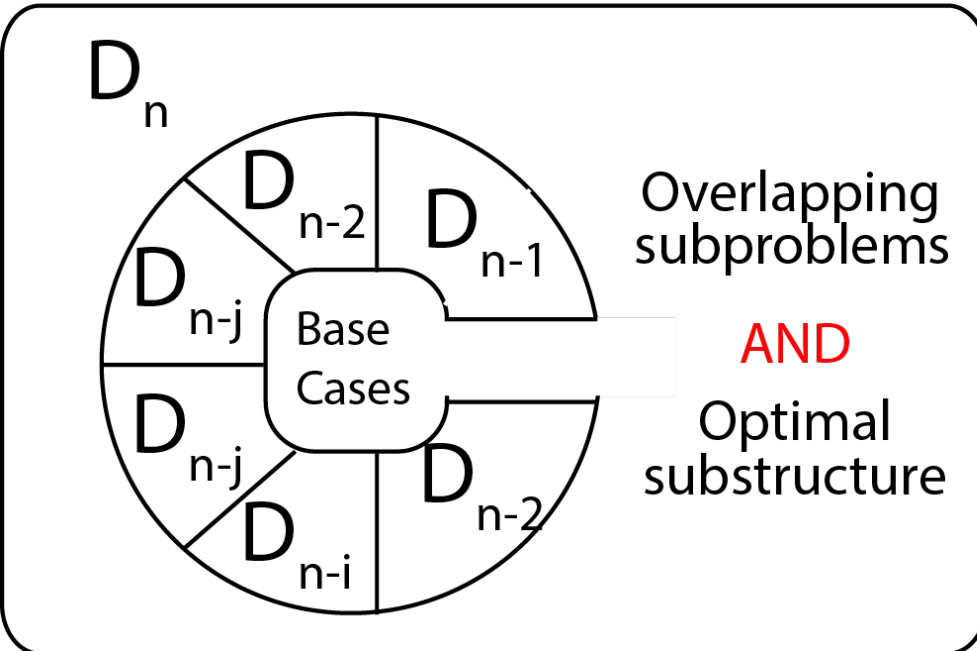 Dn
Dn-2
Dn-1
Dn-j
Base
Cases
Dn-j
Dn-i
Dn-2
Overlapping
subproblems
AND
Optimal
substructure